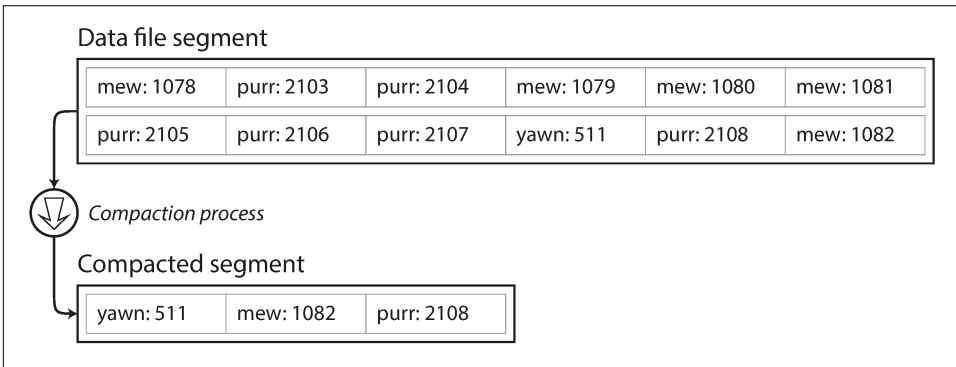 Data file segment
mew: 1078 purr: 2103 purr: 2104 mew: 1079 mew: 1080 mew: 1081
purr: 2105 purr: 2106 purr: 2107 yawn: 511 purr: 2108 mew: 1082
Compaction process
Compacted segment
yawn: 511 mew: 1082 purr: 2108